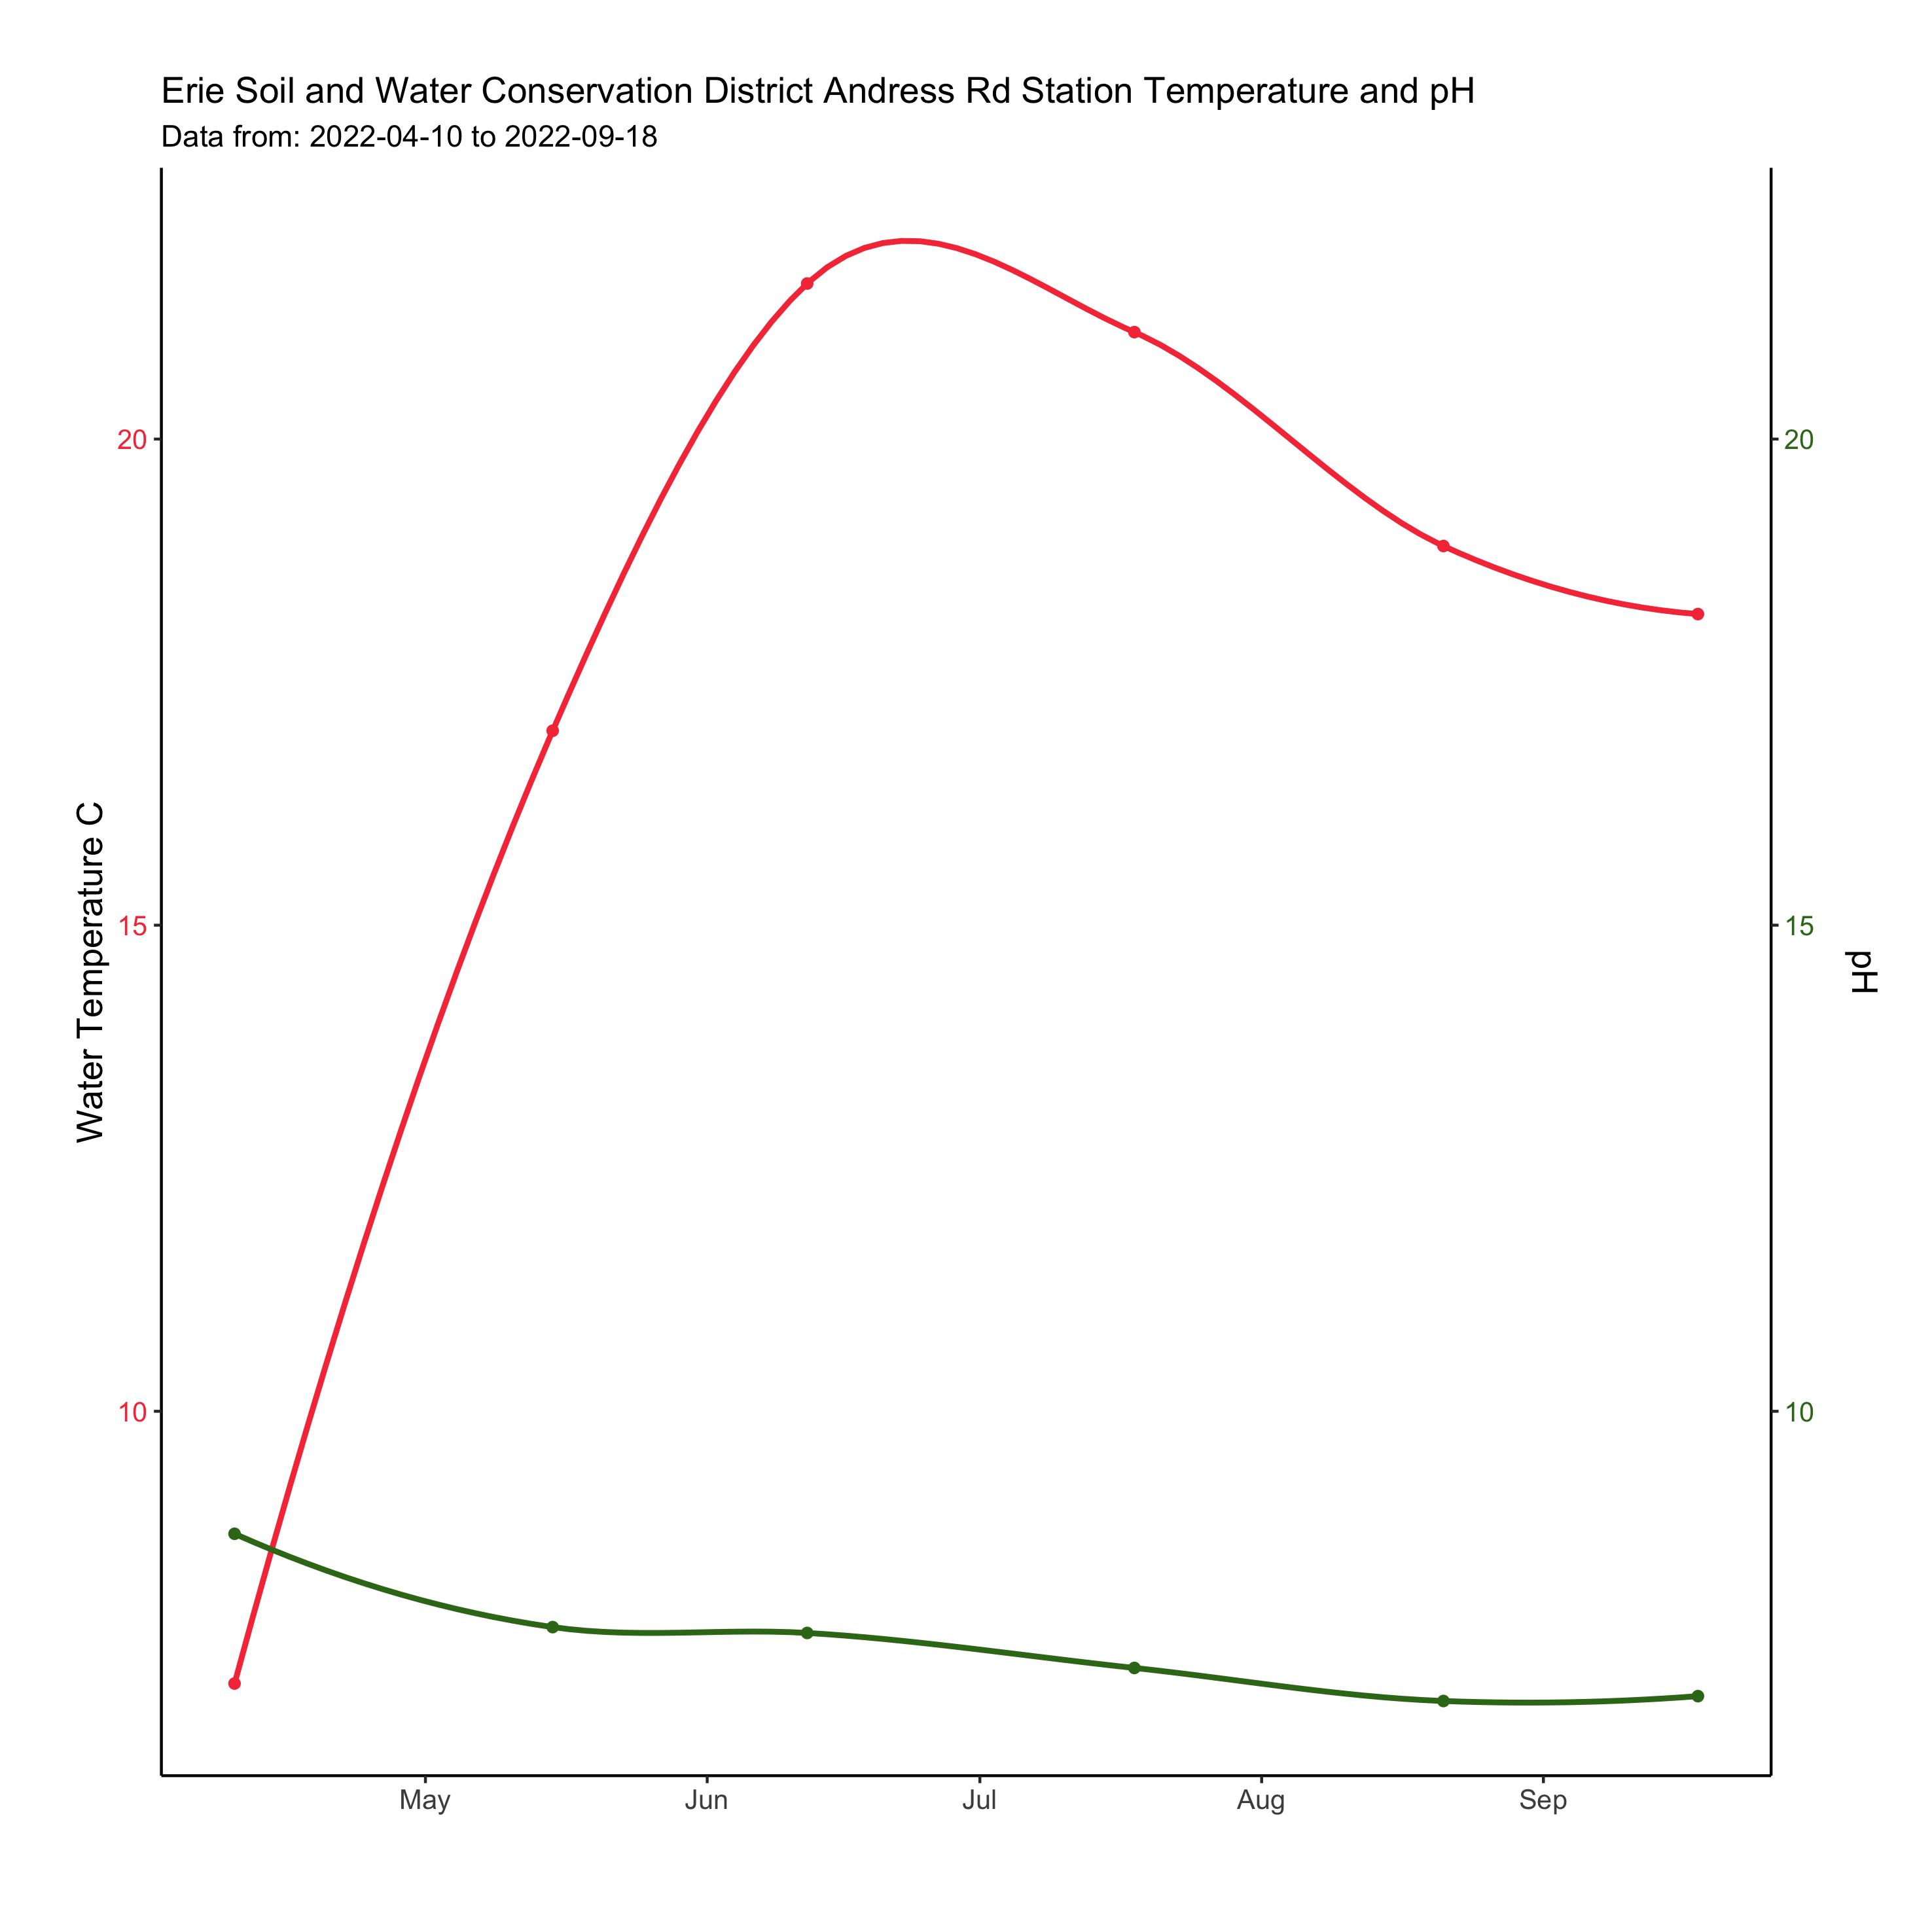 Erie Soil and Water Conservation District Andress Rd Station Temperature and pH
Data from: 2022-04-10 to 2022-09-18
Water Temperature C
20
15
10
20
15
10
pH
May Jun Jul Aug Sep